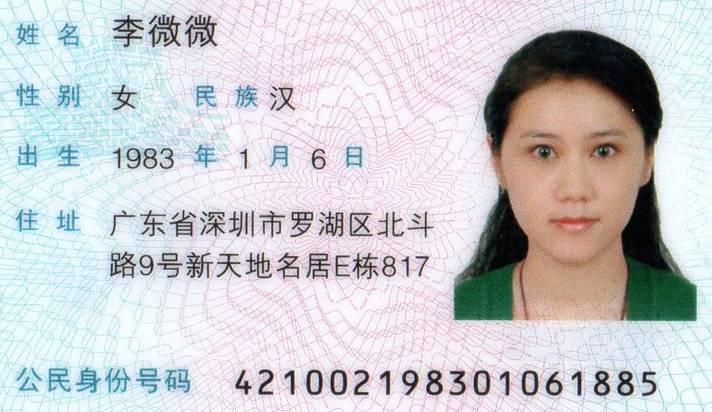 姓名 李微微
性别 女 民族 汉
出生 1983 年 1 月 6 日
住址 广东省深圳市罗湖区北斗
路9号新天地名居E栋817
公民身份号码 421002198301061885